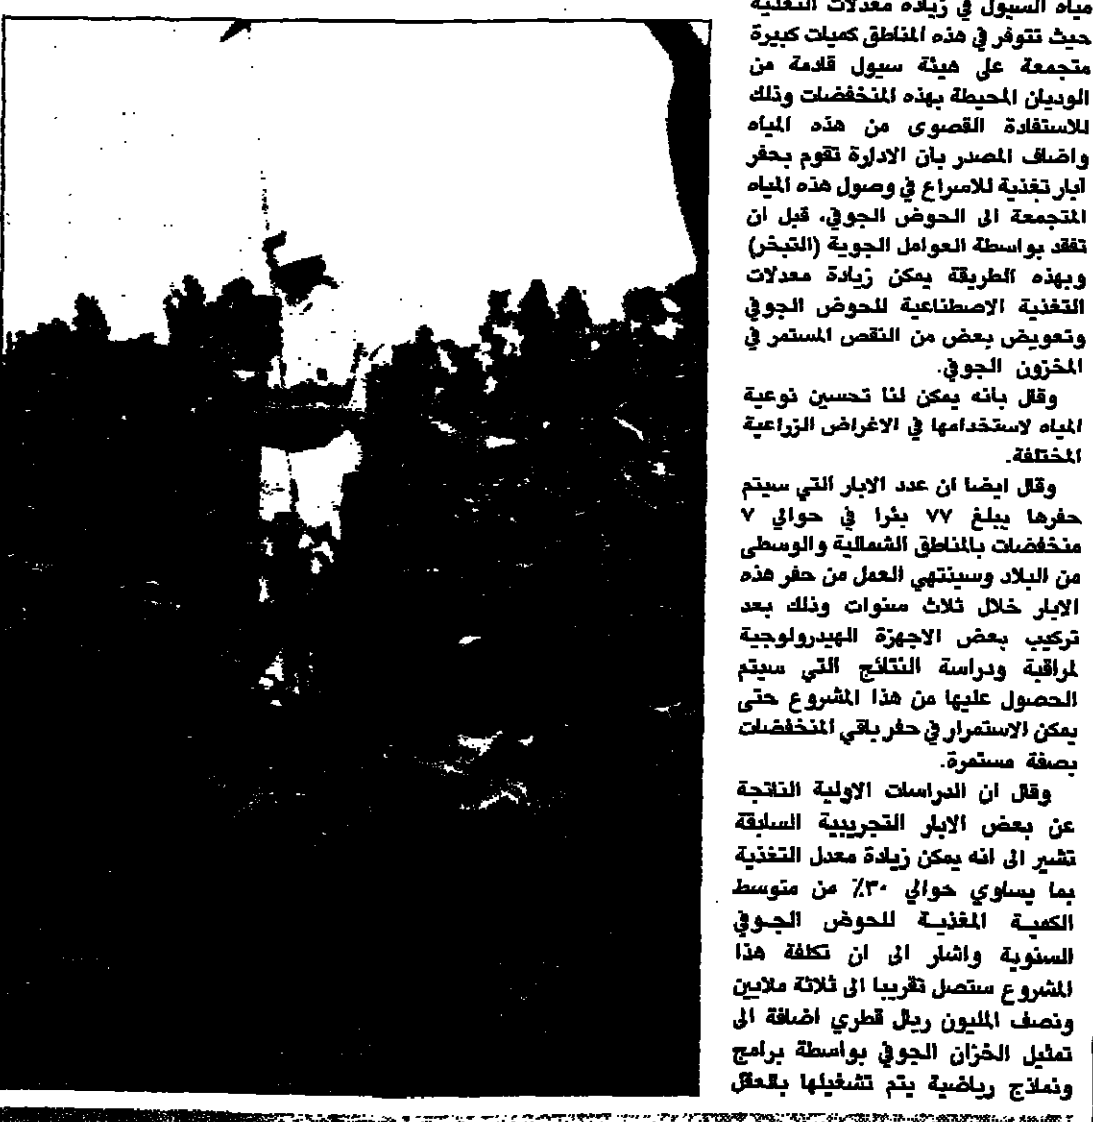 مياه السيول في زيادة معدلات التغذية
حيث تتوفر في هذه المناطق كميات كبيرة
متجمعة على هيئة سيول قادمة من
الوديان المحيطة بهذه المنخفضات وذلك
للاستفادة القصوى من هذه المياه
واضاف المصدر بان الادارة تقوم بحفر
آبار تغذية للاسراع في وصول هذه المياه
المتجمعة الى الحوض الجوفي، قبل ان
تفقد بواسطة العوامل الجوية (التبخر)
وبهذه الطريقة يمكن زيادة معدلات
التغذية الاصطناعية للحوض الجوفي
وتعويض بعض من النقص المستمر في
المخزون الجوفي.
وقال بانه يمكن لنا تحسين نوعية
المياه لاستخدامها في الاغراض الزراعية
المختلفة.
وقال ايضا ان عدد الابار التي سيتم
حفرها يبلغ ٧٧ بئرا في حوالي ٧
منخفضات بالمناطق الشمالية والوسطى
من البلاد وسينتهي العمل من حفر هذه
الابار خلال ثلاث سنوات وذلك بعد
تركيب بعض الاجهزة الهيدرولوجية
لمراقبة ودراسة النتائج التي سيتم
الحصول عليها من هذا المشروع حتى
يمكن الاستمرار في حفر باقي المنخفضات
بصفة مستمرة.
وقال ان الدراسات الاولية الناتجة
عن بعض الابار التجريبية السابقة
تشير الى انه يمكن زيادة معدل التغذية
بما يساوي حوالي ٣٠٪ من متوسط
الكميـة المغذيـة للحوض الجـوفي
السنوية واشار الى ان تكلفة هذا
المشروع ستصل تقريبا الى ثلاثة ملايين
ونصف المليون ريال قطري اضافة الى
تمثيل الخزان الجوفي بواسطة برامج
ونماذج رياضية يتم تشغيلها بالعقل